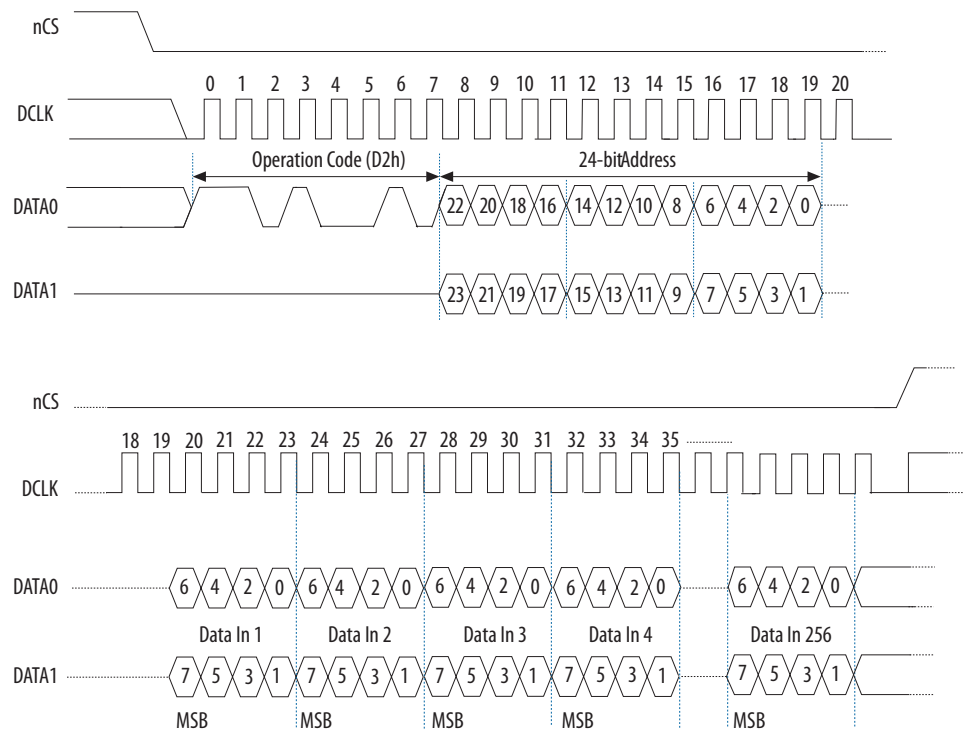 nCS
0 1 2 3 4 5 6 7 8 9 10 11 12 13 14 15 16 17 18 19 20
DCLK
Operation Code (D2h) 24-bitAddress
DATA0 22 20 18 16 14 12 10 8 6 4 2 0
DATA1 23 21 19 17 15 13 11 9 7 5 3 1
nCS
18 19 20 21 22 23 24 25 26 27 28 29 30 31 32 33 34 35
DCLK
DATA0 6 4 2 0 6 4 2 0 6 4 2 0 6 4 2 0 6 4 2 0
Data In 1 Data In 2 Data In 3 Data In 4 Data In 256
DATA1 7 5 3 1 7 5 3 1 7 5 3 1 7 5 3 1 7 5 3 1
MSB MSB MSB MSB MSB